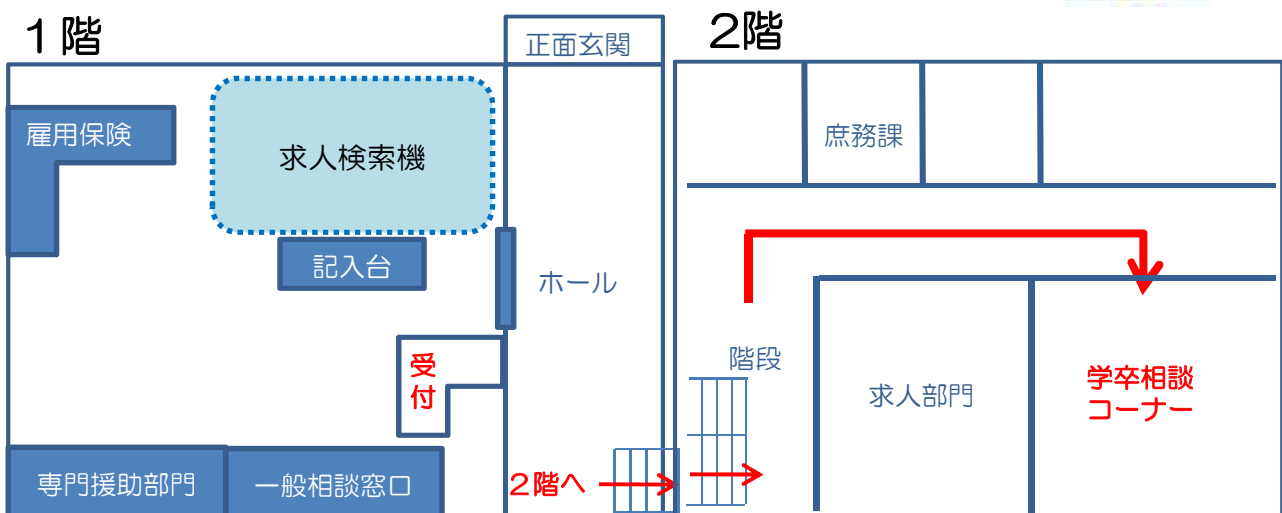 1階
正面玄関
雇用保険
求人検索機
記入台
ホール
受
付
専門援助部門
一般相談窓口
2階へ
2階
庶務課
階段
求人部門
学卒相談
コーナー